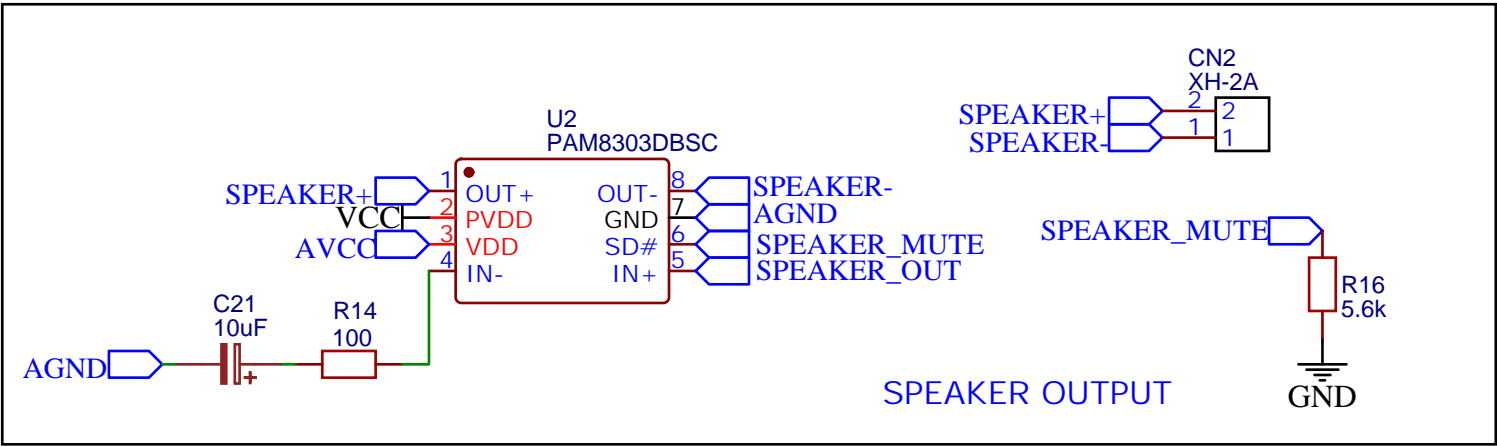 CN2
XH-2A
SPEAKER+ 2 2
SPEAKER- 1 1
U2
PAM8303DBSC
SPEAKER+ 1 OUT+ OUT- 8 SPEAKER-
VCC 2 PVDD GND 7 AGND
AVCC 3 VDD SD# 6 SPEAKER_MUTE
4 IN- IN+ 5 SPEAKER_OUT
SPEAKER_MUTE
R16
5.6k
GND
C21
10uF
R14
100
AGND
+
SPEAKER OUTPUT